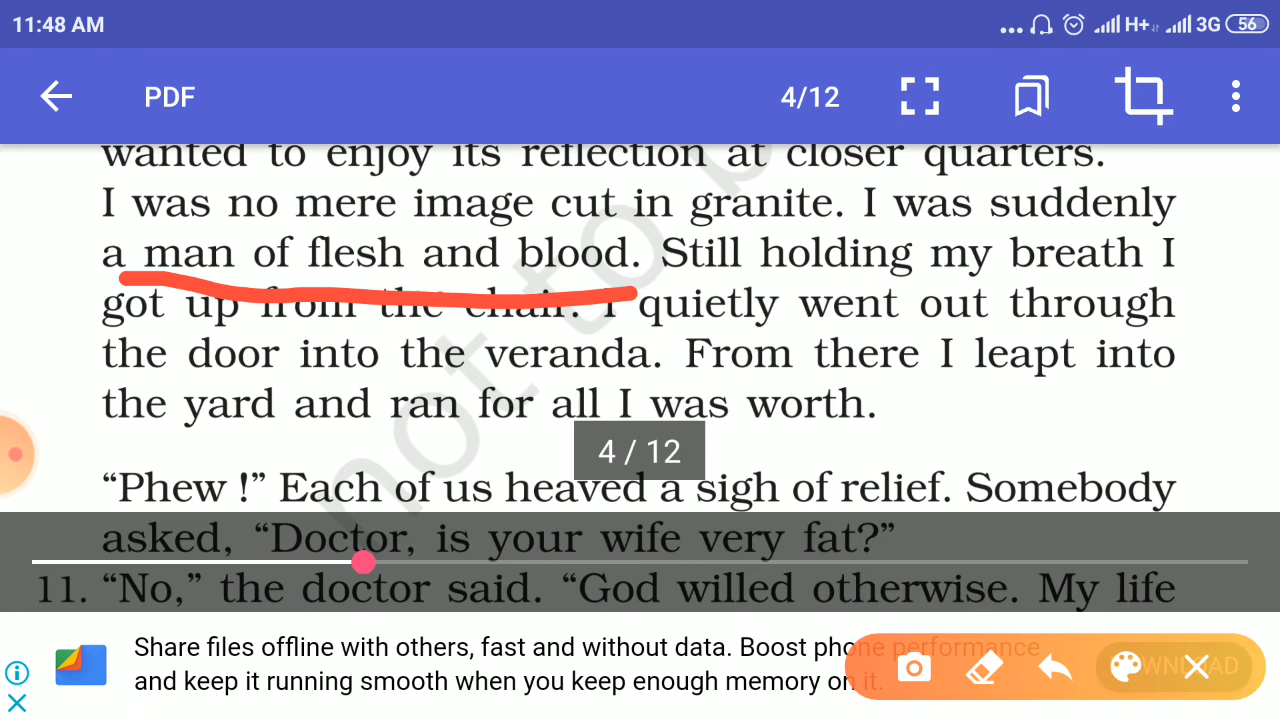 11:48 AM
H+ 3G 56
PDF
4/12
wanted to enjoy its reflection at closer quarters.
I was no mere image cut in granite. I was suddenly
a man of flesh and blood. Still holding my breath I
got up from the chair. I quietly went out through
the door into the veranda. From there I leapt into
the yard and ran for all I was worth.
4 / 12
“Phew !” Each of us heaved a sigh of relief. Somebody
asked, “Doctor, is your wife very fat?”
11. “No,” the doctor said. “God willed otherwise. My life
Share files offline with others, fast and without data. Boost phone performance
and keep it running smooth when you keep enough memory on it.
not to b